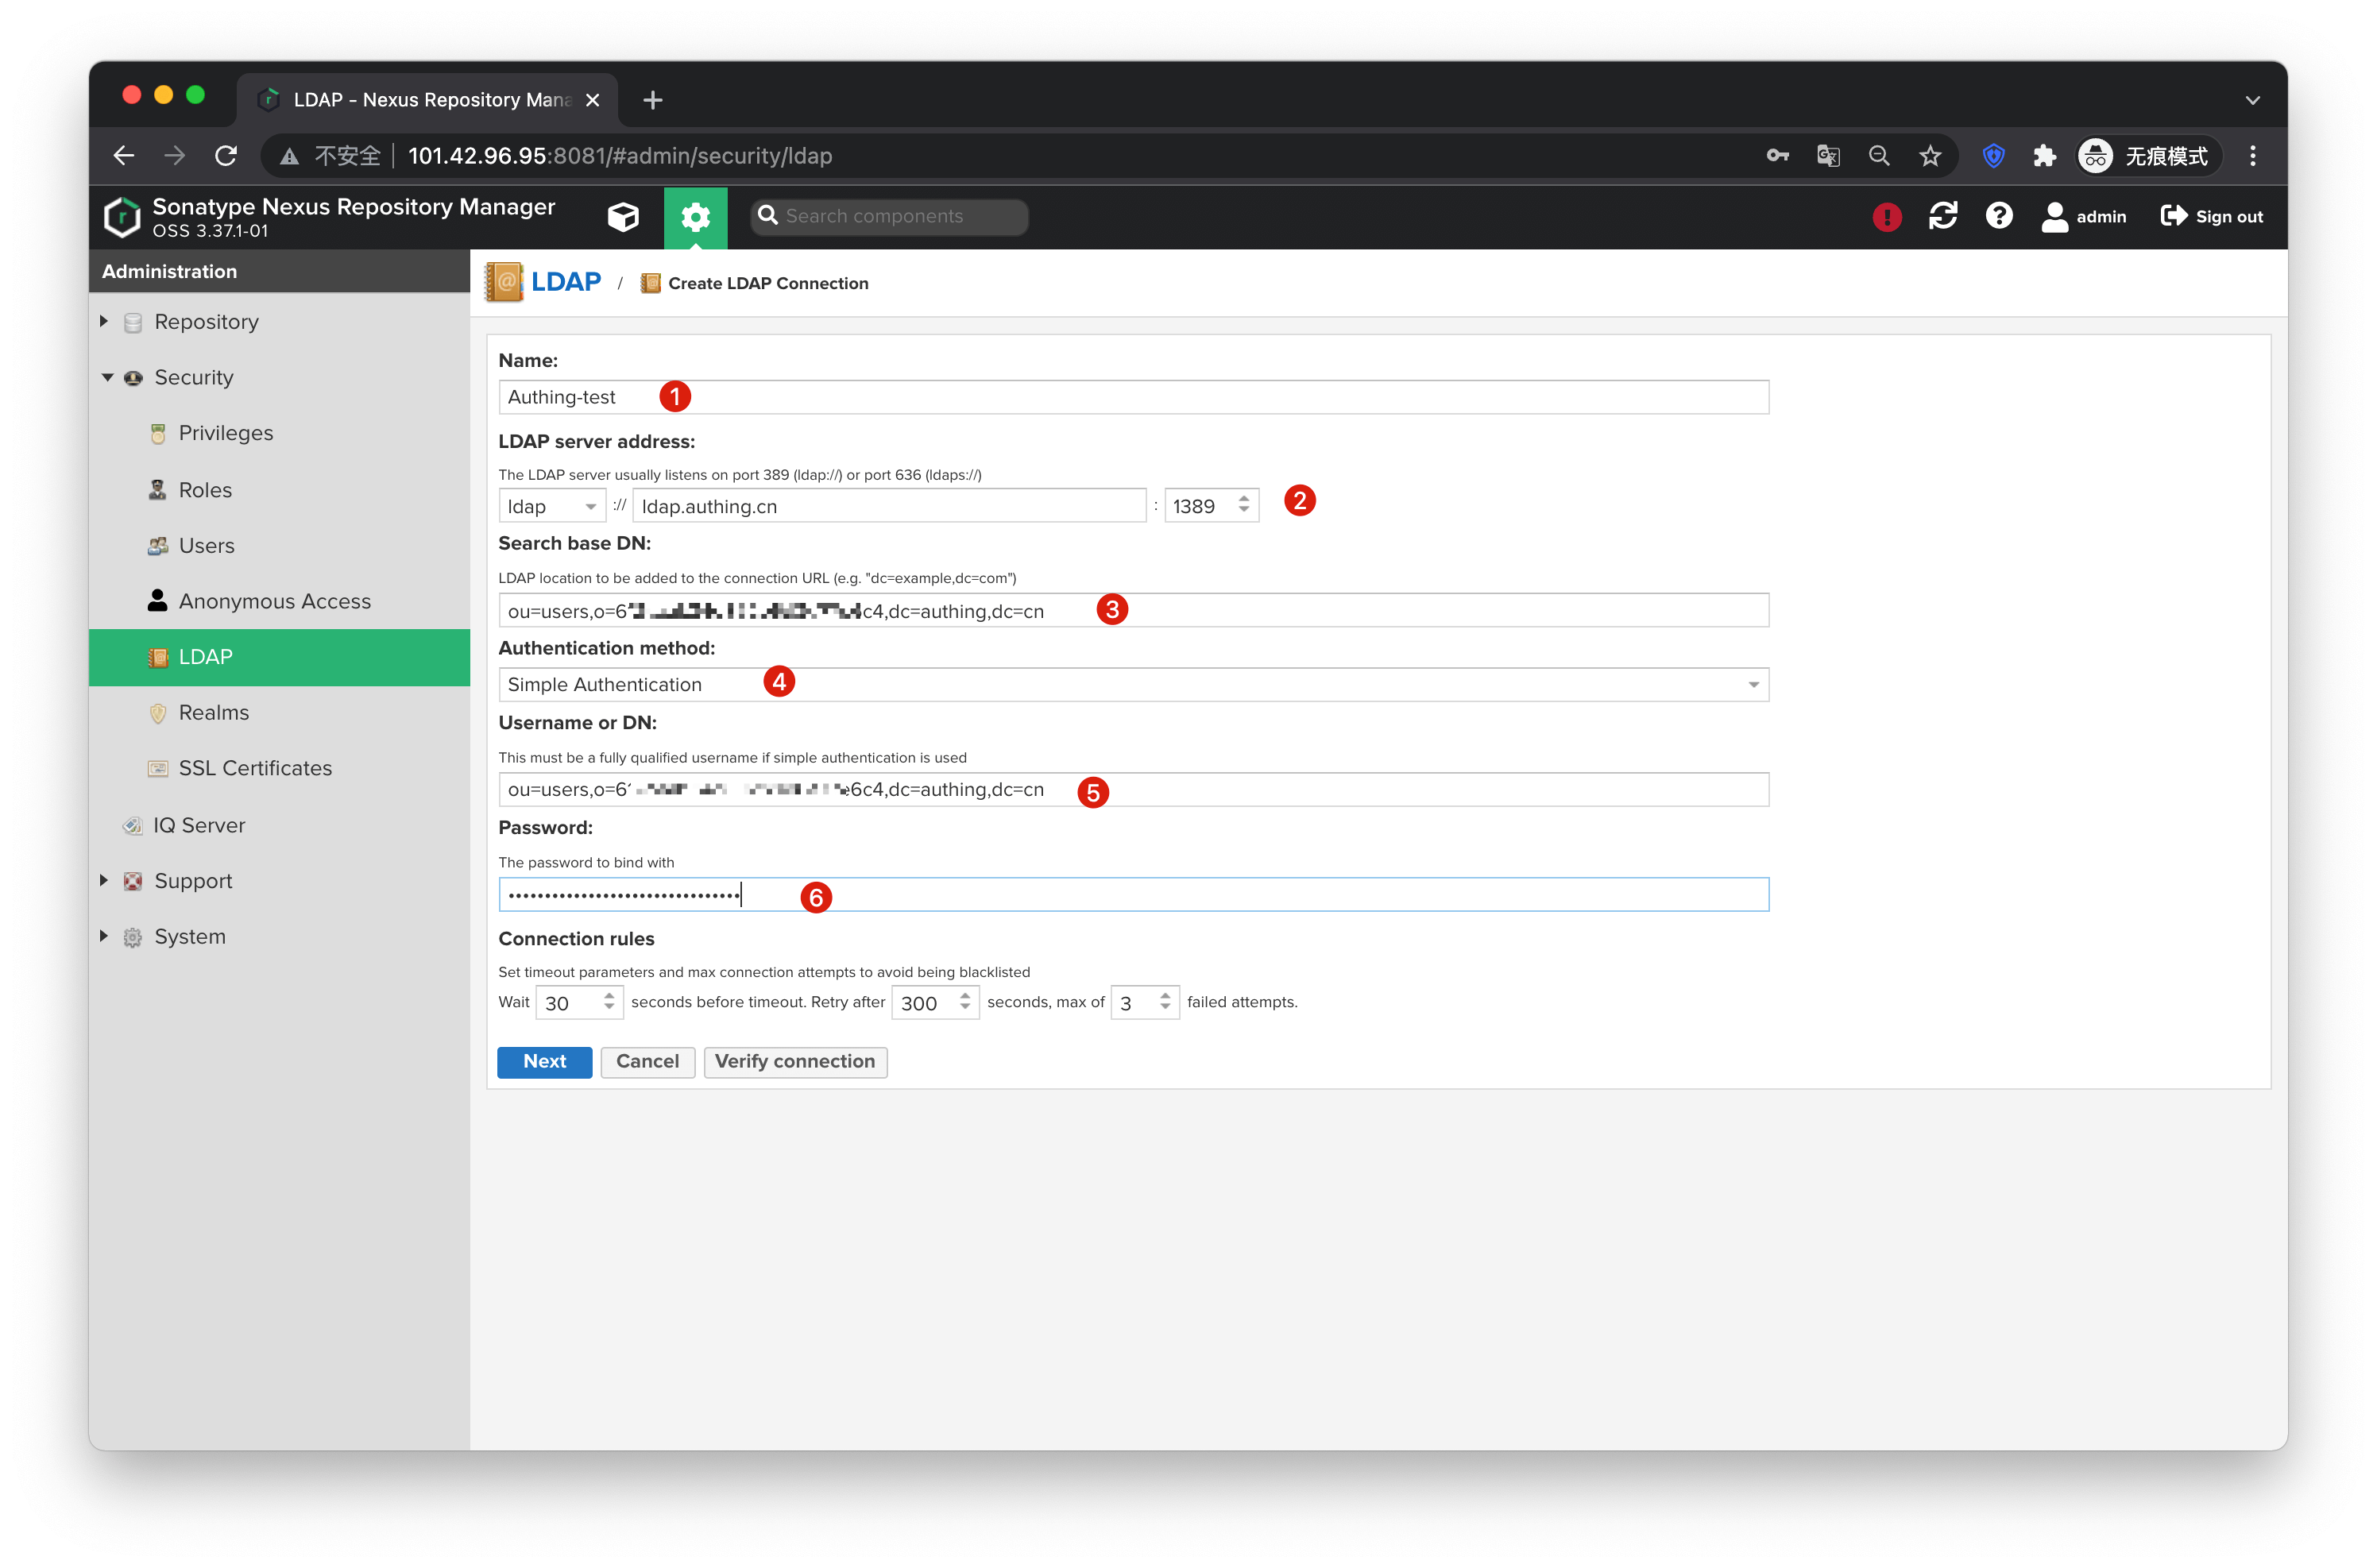 LDAP - Nexus Repository Mana
不安全 101.42.96.95:8081/#admin/security/ldap 无痕模式
Sonatype Nexus Repository Manager
OSS 3.37.1-01
Search components
admin Sign out
Administration
Repository
Security
Privileges
Roles
Users
Anonymous Access
LDAP
Realms
SSL Certificates
IQ Server
Support
System
LDAP / Create LDAP Connection
Name:
Authing-test 1
LDAP server address:
The LDAP server usually listens on port 389 (ldap://) or port 636 (ldaps://)
ldap :// ldap.authing.cn : 1389 2
Search base DN:
LDAP location to be added to the connection URL (e.g. "dc=example,dc=com")
ou=users,o=6 c4,dc=authing,dc=cn 3
Authentication method:
Simple Authentication 4
Username or DN:
This must be a fully qualified username if simple authentication is used
ou=users,o=6 e6c4,dc=authing,dc=cn 5
Password:
The password to bind with
6
Connection rules
Set timeout parameters and max connection attempts to avoid being blacklisted
Wait 30 seconds before timeout. Retry after 300 seconds, max of 3 failed attempts.
Next Cancel Verify connection